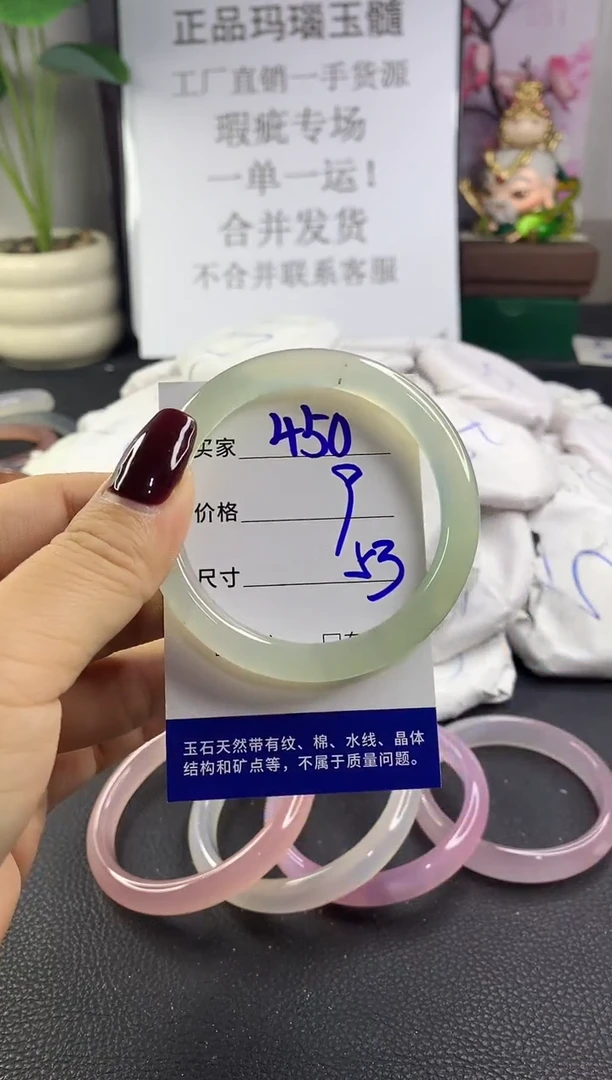 正品玛瑙玉髓
工厂直销一手货派
瑕疵专场
一单一运!
合并发货
不合并联系客服
买家 450
价格 9
尺寸 53
玉石天然带有纹、棉、水线、晶体
结构和矿点等，不属于质量问题。